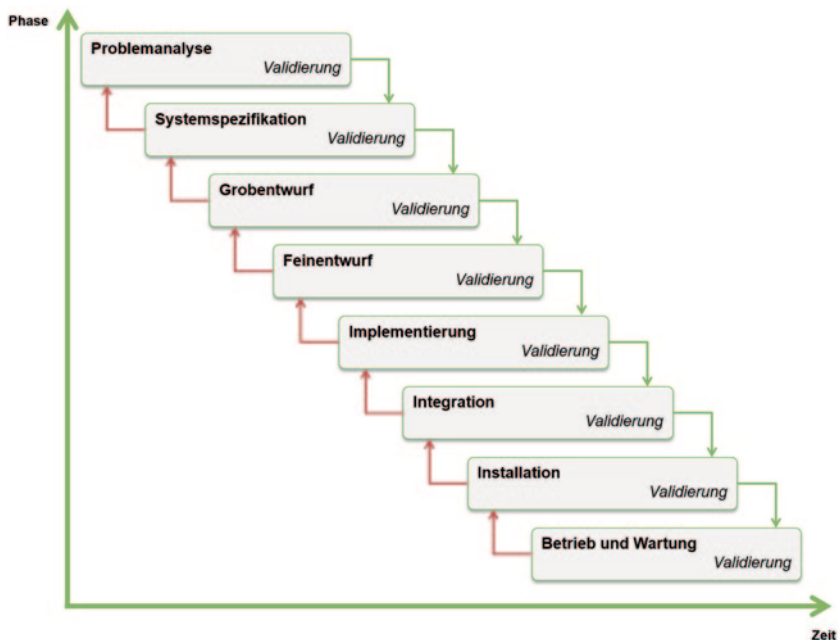 Phase
Problemanalyse
Validierung
Systemspezifikation
Validierung
Grobentwurf
Validierung
Feinentwurf
Validierung
Implementierung
Validierung
Integration
Validierung
Installation
Validierung
Betrieb und Wartung
Validierung
Zeit